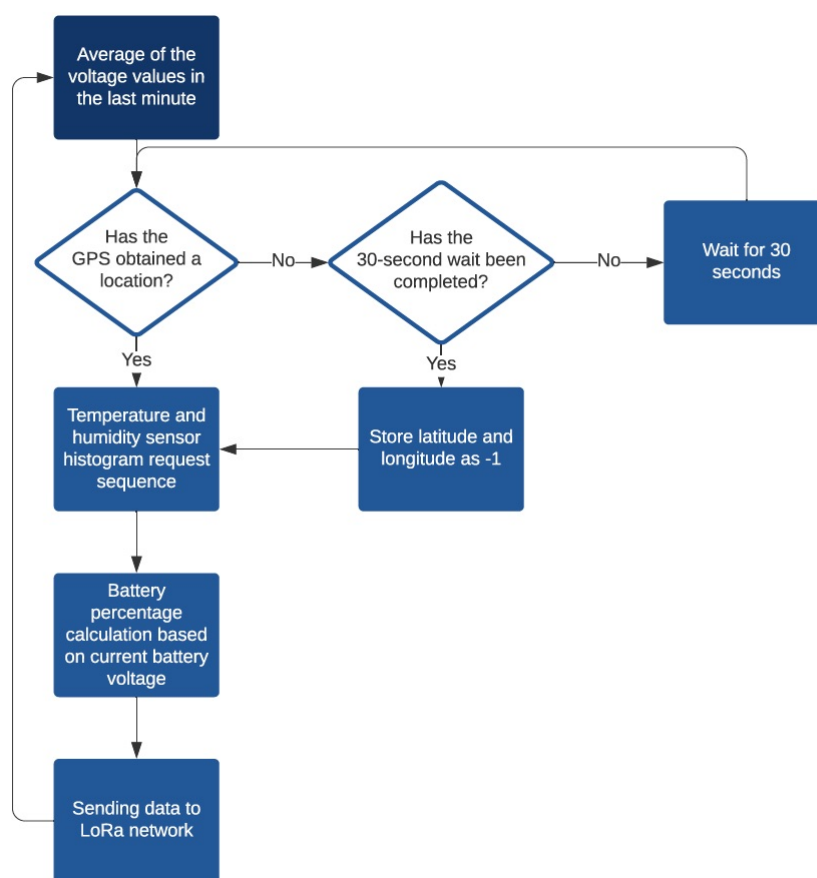 Average of the
voltage values in
the last minute
Has the
GPS obtained a
location?
No
Has the
30-second wait been
completed?
No
Wait for 30
seconds
Yes
Yes
Temperature and
humidity sensor
histogram request
sequence
Store latitude and
longitude as -1
Battery
percentage
calculation based
on current battery
voltage
Sending data to
LoRa network